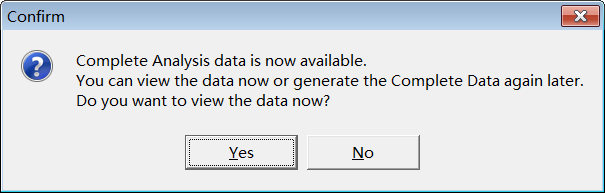 Confirm
Complete Analysis data is now available.
You can view the data now or generate the Complete Data again later.
Do you want to view the data now?
Yes
No